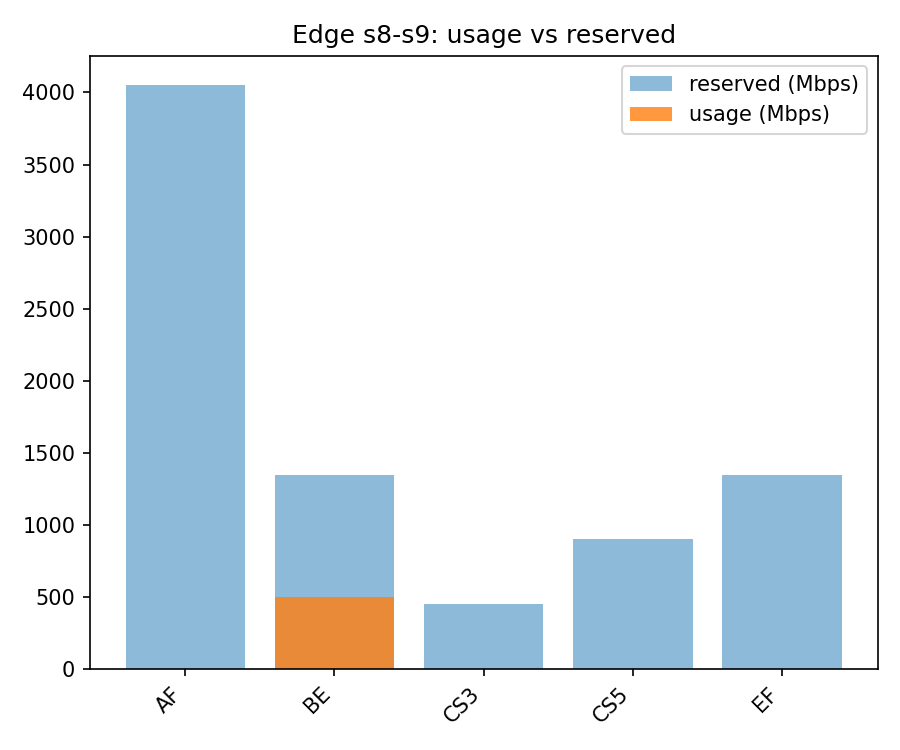 Edge s8-s9: usage vs reserved
reserved (Mbps)
usage (Mbps)
4000
3500
3000
2500
2000
1500
1000
500
0
AF
BE
CS3
CS5
EF